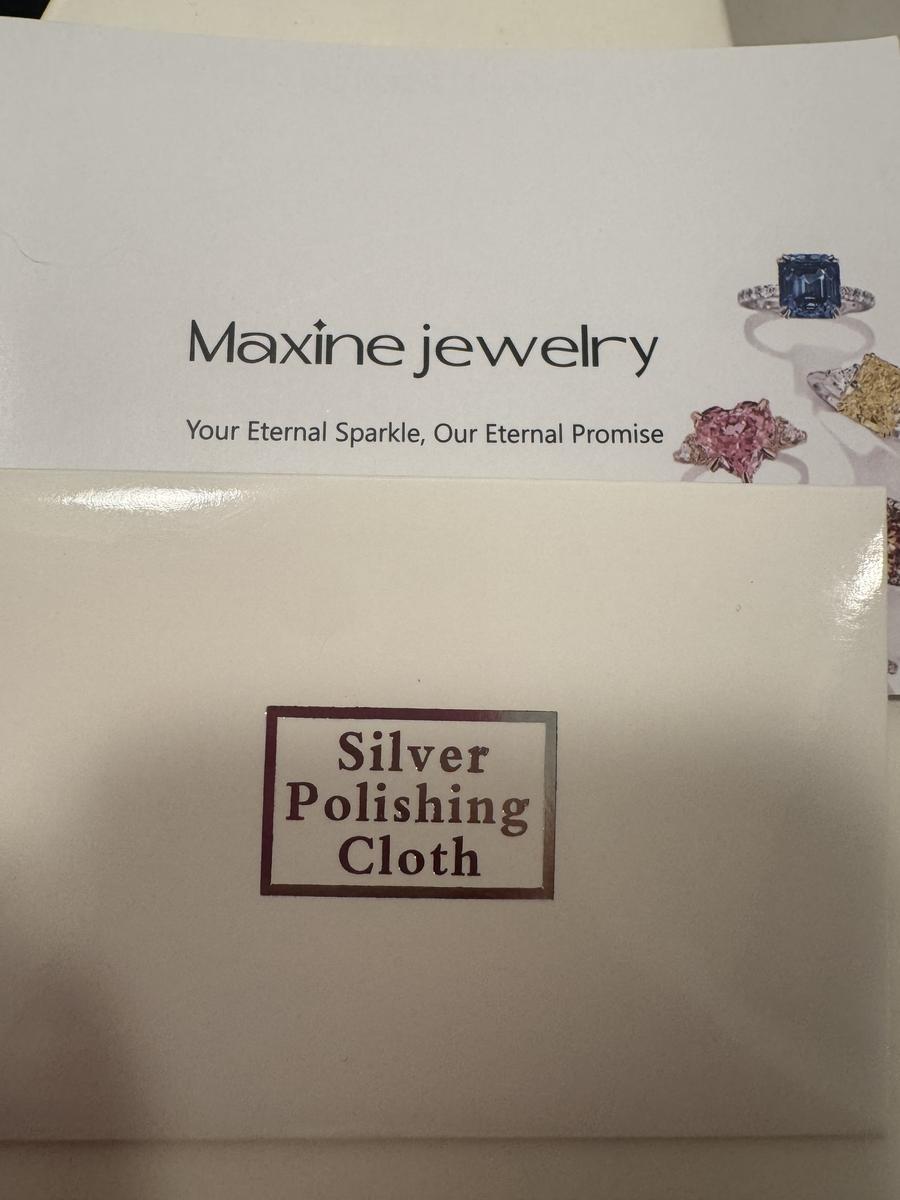 Maxine jewelry
Your Eternal Sparkle, Our Eternal Promise
Silver
Polishing
Cloth